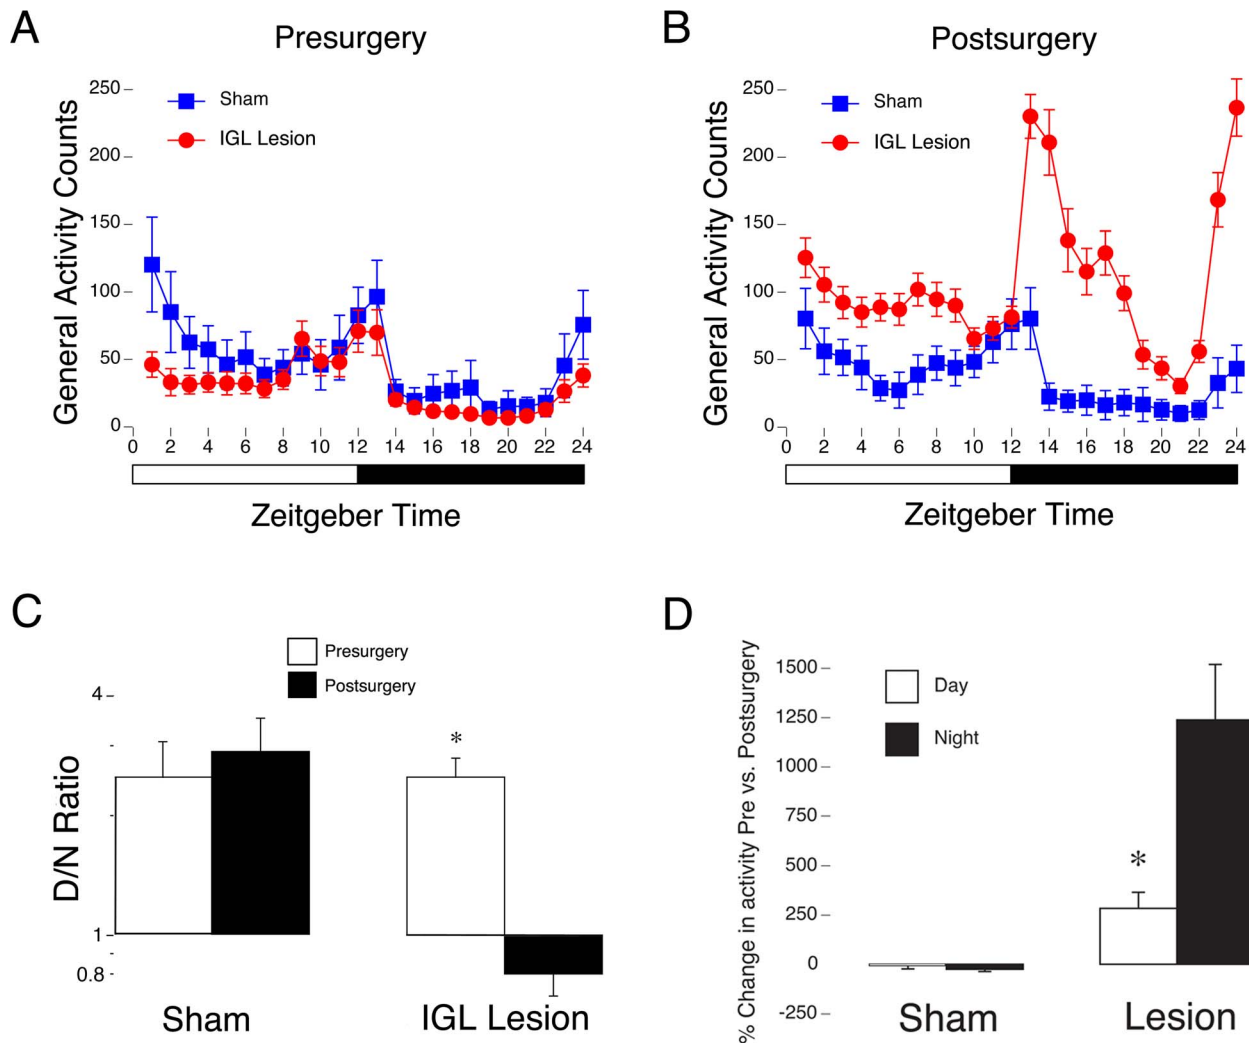 A
Presurgery
Sham
IGL Lesion
General Activity Counts
250
200
150
100
50
0
0 2 4 6 8 10 12 14 16 18 20 22 24
Zeitgeber Time
B
Postsurgery
Sham
IGL Lesion
General Activity Counts
250
200
150
100
50
0
0 2 4 6 8 10 12 14 16 18 20 22 24
Zeitgeber Time
C
Presurgery
Postsurgery
D/N Ratio
4
1
0.8
*
Sham IGL Lesion
D
Day
Night
% Change in activity Pre vs. Postsurgery
1500
1250
1000
750
500
250
0
-250
*
Sham Lesion